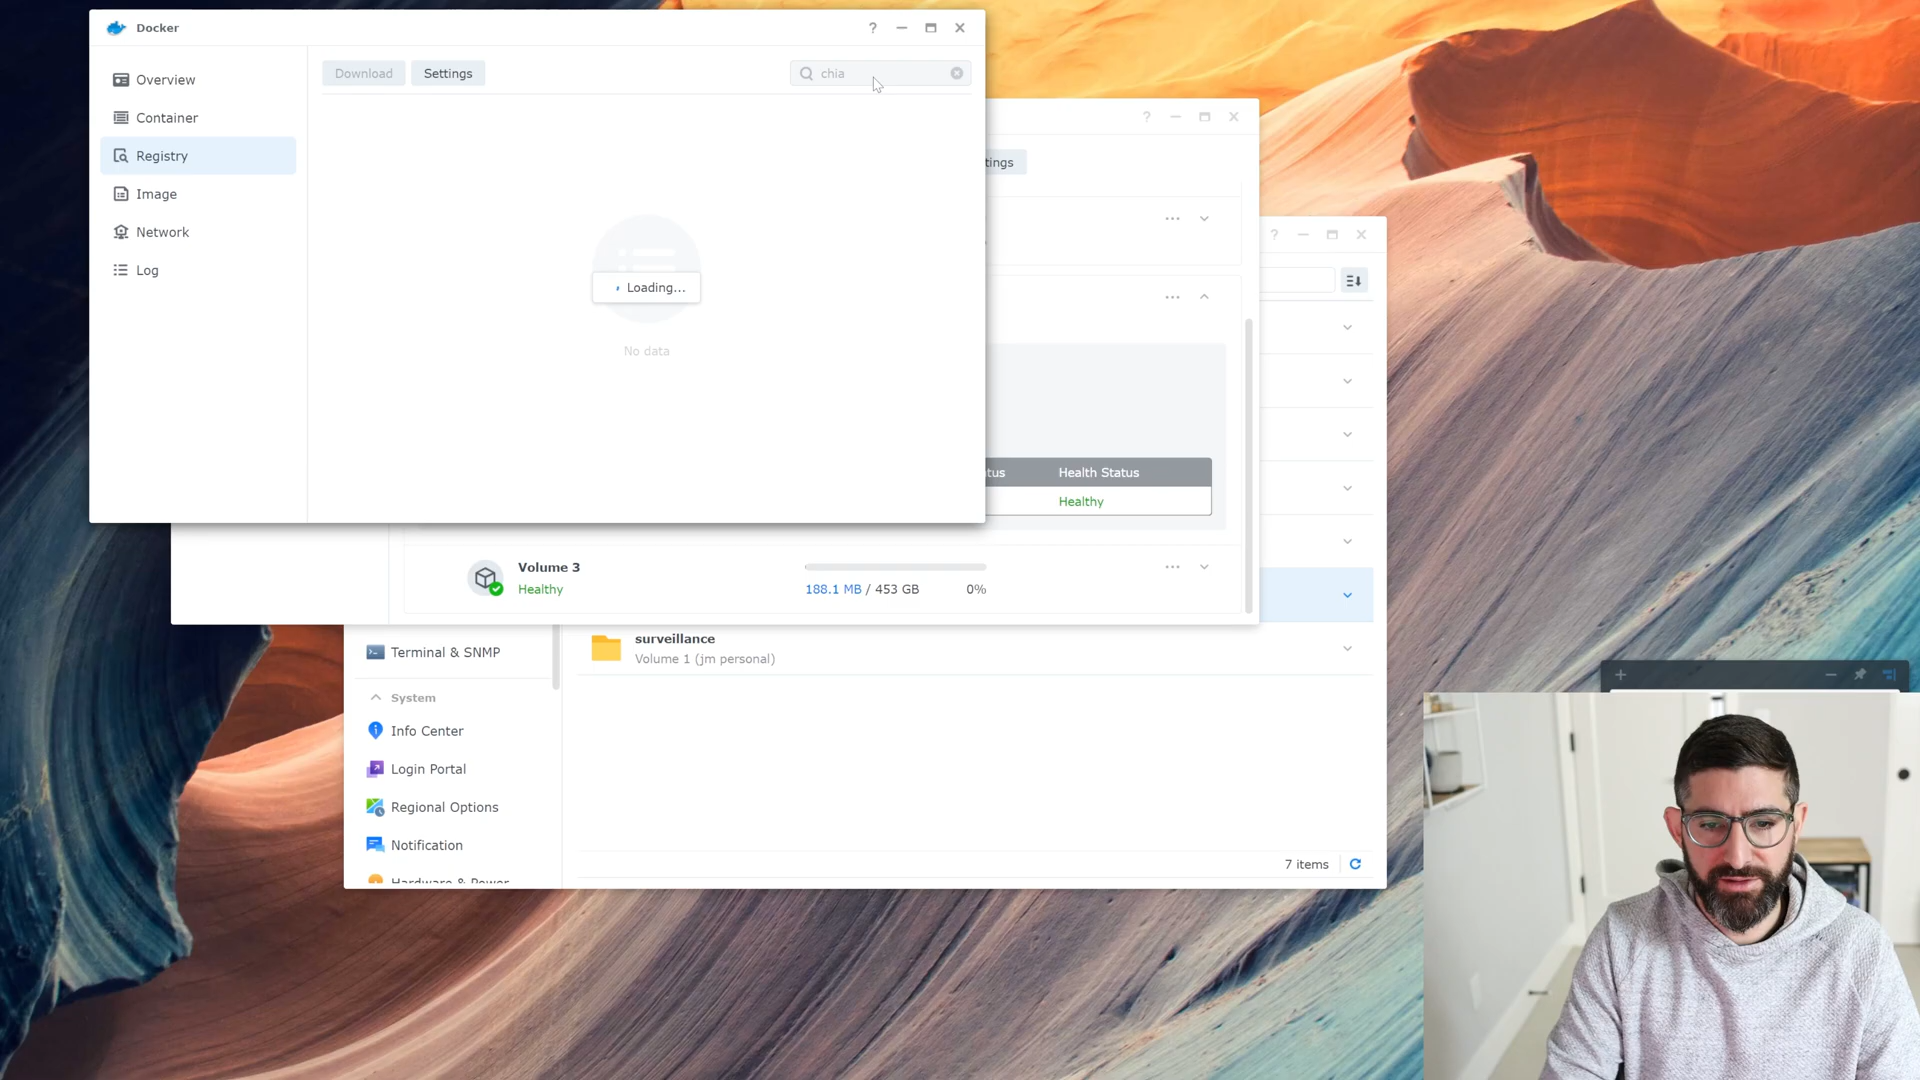 Docker
?
Overview
Container
Registry
Image
Network
Log
Download
Settings
chia
Loading...
No data
?
tings
tus
Health Status
Healthy
Volume 3
Healthy
188.1 MB / 453 GB
0%
?
Terminal & SNMP
System
Info Center
Login Portal
Regional Options
Notification
Hardware & Power
surveillance
Volume 1 (jm personal)
7 items